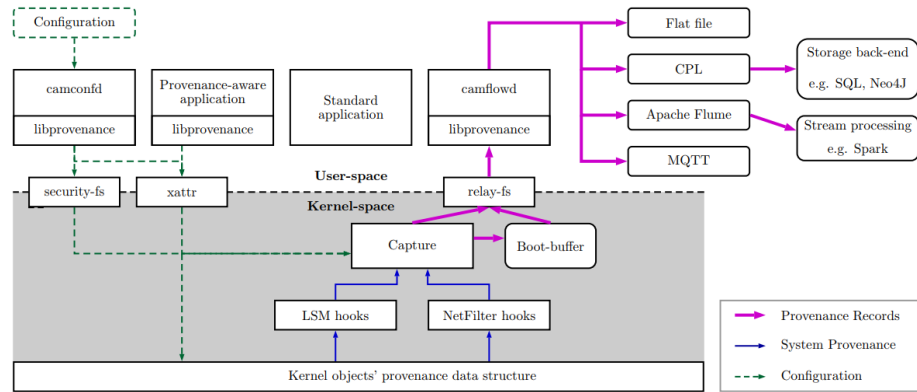 Configuration
Flat file
CPL
Storage back-end
e.g. SQL, Neo4J
camconfd
Provenance-aware
application
Standard
application
camflowd
libprovenance
libprovenance
libprovenance
Apache Flume
Stream processing
e.g. Spark
MQTT
User-space
security-fs
xattr
relay-fs
Kernel-space
Capture
Boot-buffer
LSM hooks
NetFilter hooks
Provenance Records
System Provenance
Configuration
Kernel objects' provenance data structure